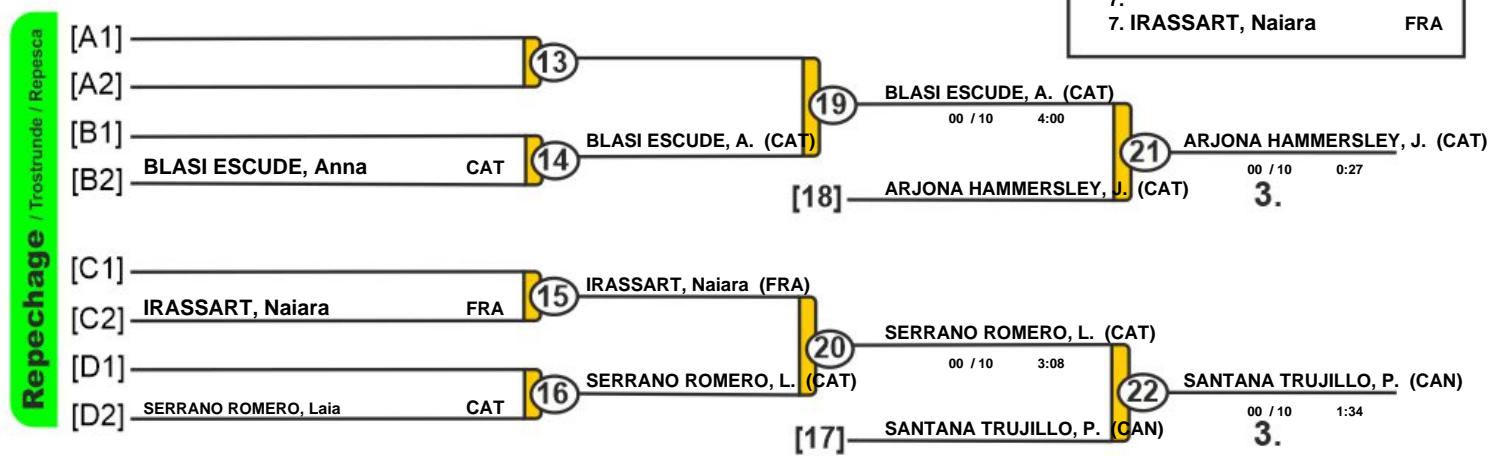 7.
7. IRASSART, Naiara FRA
Repechage / Trostrunde / Repesca
[A1]
13
[A2]
19
BLASI ESCUDE, A. (CAT)
00 / 10 4:00
[B1]
BLASI ESCUDE, A. (CAT)
21
ARJONA HAMMERSLEY, J. (CAT)
00 / 10 0:27
3.
BLASI ESCUDE, Anna CAT
14
[B2]
[18]
ARJONA HAMMERSLEY, J. (CAT)
[C1]
IRASSART, Naiara (FRA)
15
IRASSART, Naiara FRA
[C2]
20
SERRANO ROMERO, L. (CAT)
00 / 10 3:08
[D1]
SERRANO ROMERO, L. (CAT)
16
22
SANTANA TRUJILLO, P. (CAN)
00 / 10 1:34
3.
[D2]
SERRANO ROMERO, Laia CAT
[17]
SANTANA TRUJILLO, P. (CAN)